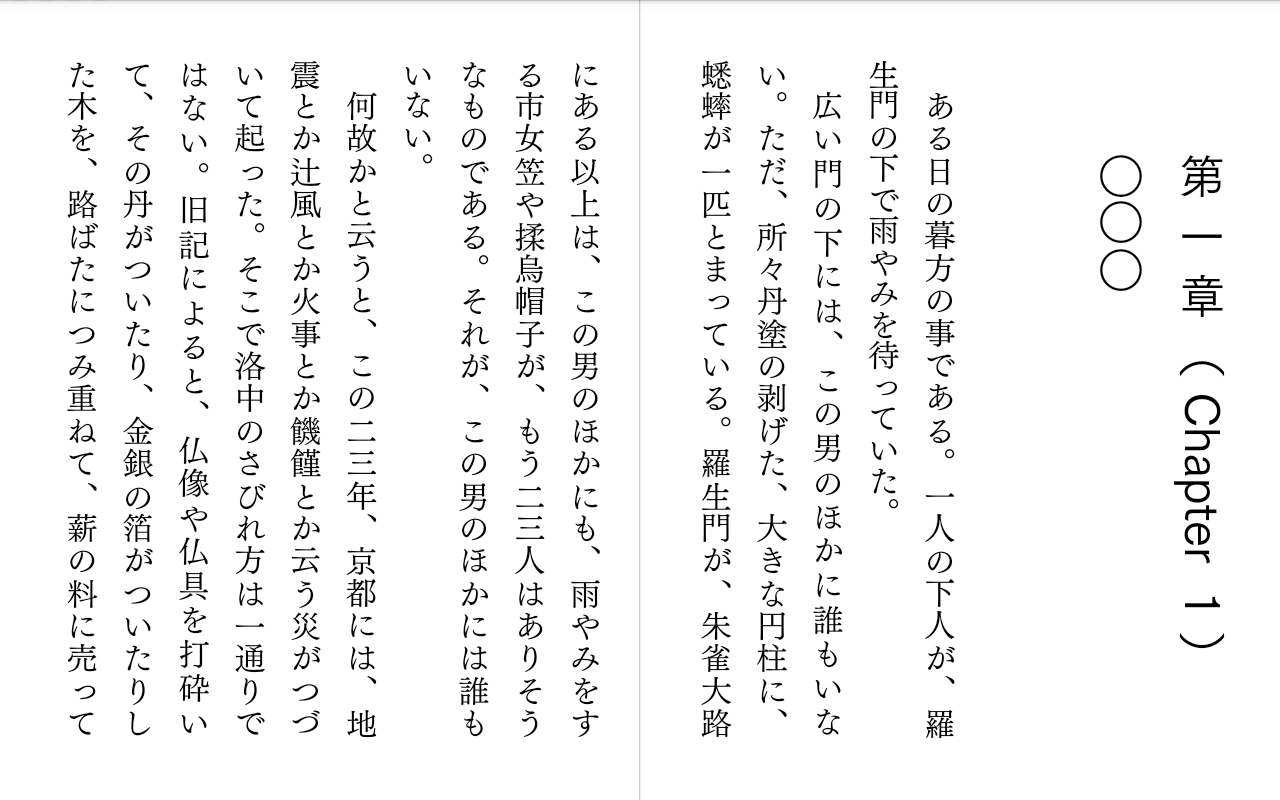 第一章（Chapter 1）
〇〇〇
ある日の暮方の事である。一人の下人が、羅
生門の下で雨やみを待っていた。
広い門の下には、この男のほかに誰もいな
い。ただ、所々丹塗の剥げた、大きな円柱に、
蟋蟀が一匹とまっている。羅生門が、朱雀大路
にある以上は、この男のほかにも、雨やみをす
る市女笠や揉烏帽子が、もう二三人はありそう
なものである。それが、この男のほかには誰も
いない。
何故かと云うと、この二三年、京都には、地
震とか辻風とか火事とか饑饉とか云う災がつづ
いて起った。そこで洛中のさびれ方は一通りで
はない。旧記によると、仏像や仏具を打砕い
て、その丹がついたり、金銀の箔がついたりし
た木を、路ばたにつみ重ねて、薪の料に売って